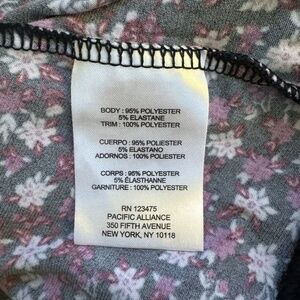 BODY : 95% POLYESTER
5% ELASTANE
TRIM : 100% POLYESTER
CUERPO : 95% POLIESTER
5% ELASTANO
ADORNOS : 100% POLIESTER
CORPS : 95% POLYESTER
5% ÉLASTHANNE
GARNITURE : 100% POLYESTER
RN 123475
PACIFIC ALLIANCE
350 FIFTH AVENUE
NEW YORK, NY 10118